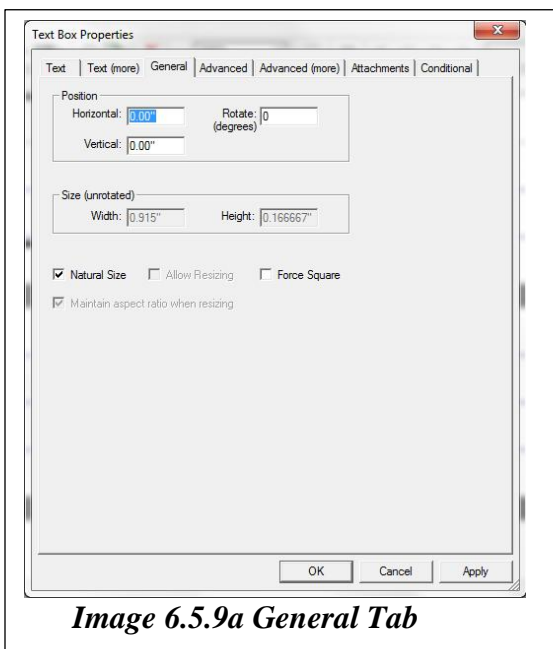 Text Box Properties
Text Text (more) General Advanced Advanced (more) Attachments Conditional
Position
Horizontal: 0.00" Rotate: 0
(degrees)
Vertical: 0.00"
Size (unrotated)
Width: 0.915" Height: 0.166667"
Natural Size Allow Resizing Force Square
Maintain aspect ratio when resizing
OK Cancel Apply
Image 6.5.9a General Tab